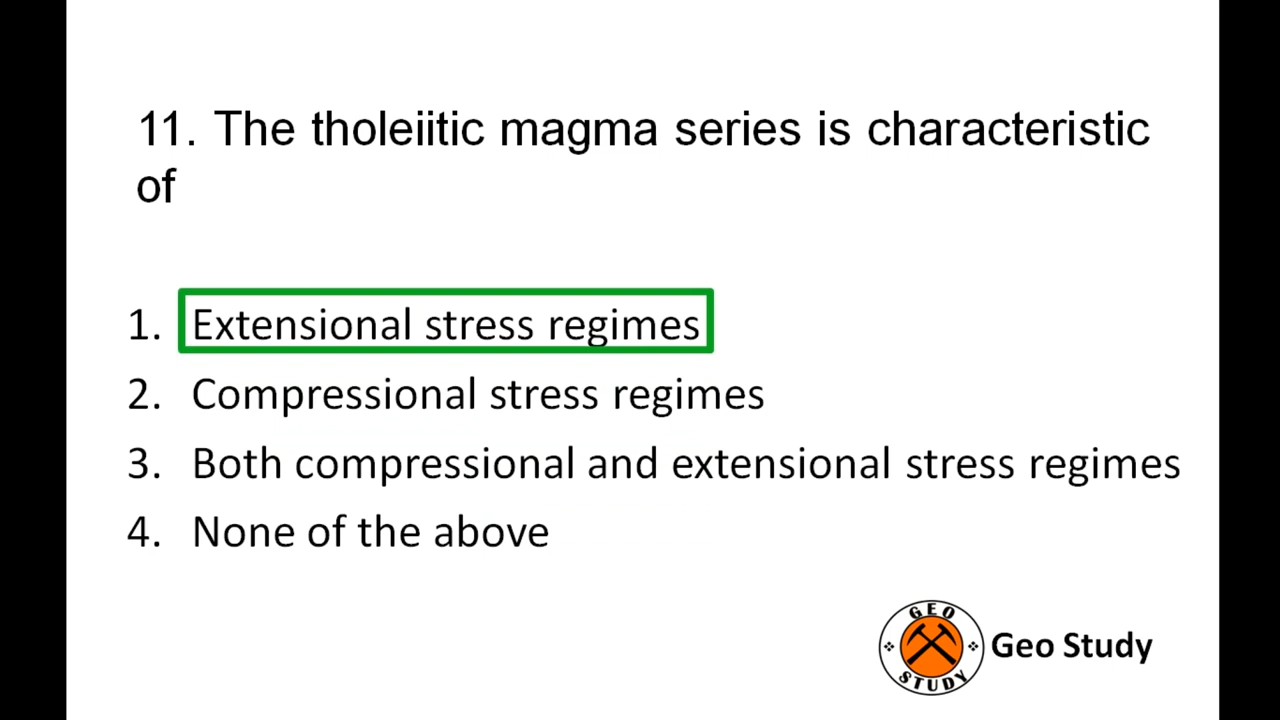 11. The tholeiitic magma series is characteristic
of
1. Extensional stress regimes
2. Compressional stress regimes
3. Both compressional and extensional stress regimes
4. None of the above
GEO
STUDY
Geo Study